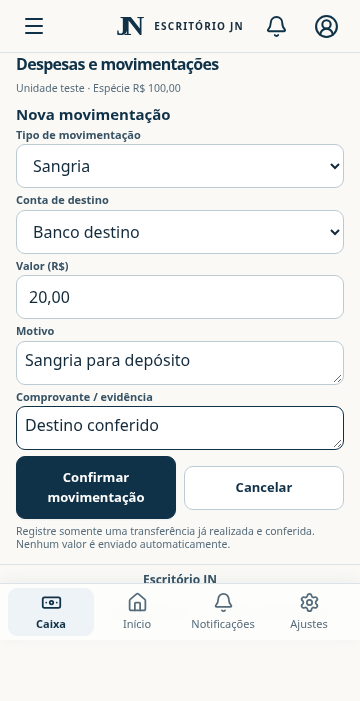 JN ESCRITÓRIO JN
Despesas e movimentações
Unidade teste · Espécie R$ 100,00
Nova movimentação
Tipo de movimentação
Sangria
Conta de destino
Banco destino
Valor (R$)
20,00
Motivo
Sangria para depósito
Comprovante / evidência
Destino conferido
Confirmar
movimentação
Cancelar
Registre somente uma transferência já realizada e conferida.
Nenhum valor é enviado automaticamente.
Escritório JN
Caixa
Início
Notificações
Ajustes